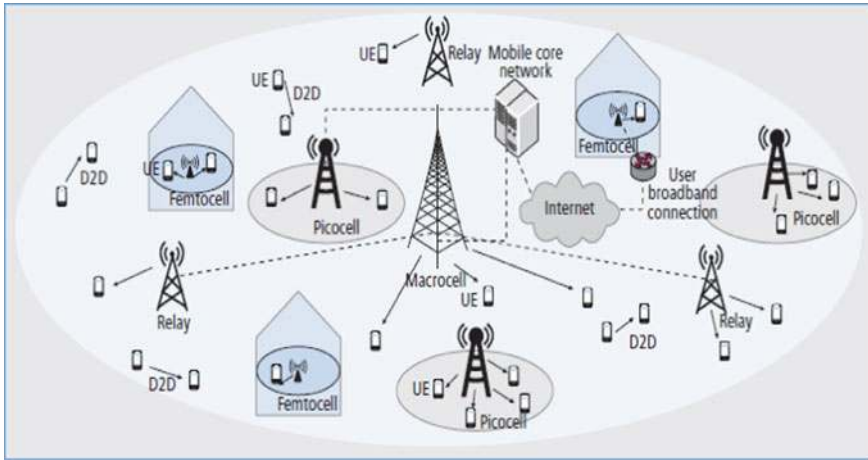 UE
Relay
Mobile core
network
UE
D2D
Femtocell
User
broadband
connection
D2D
UE
Femtocell
Picocell
Internet
Picocell
Macrocell
UE
Relay
Relay
D2D
D2D
Femtocell
UE
Picocell